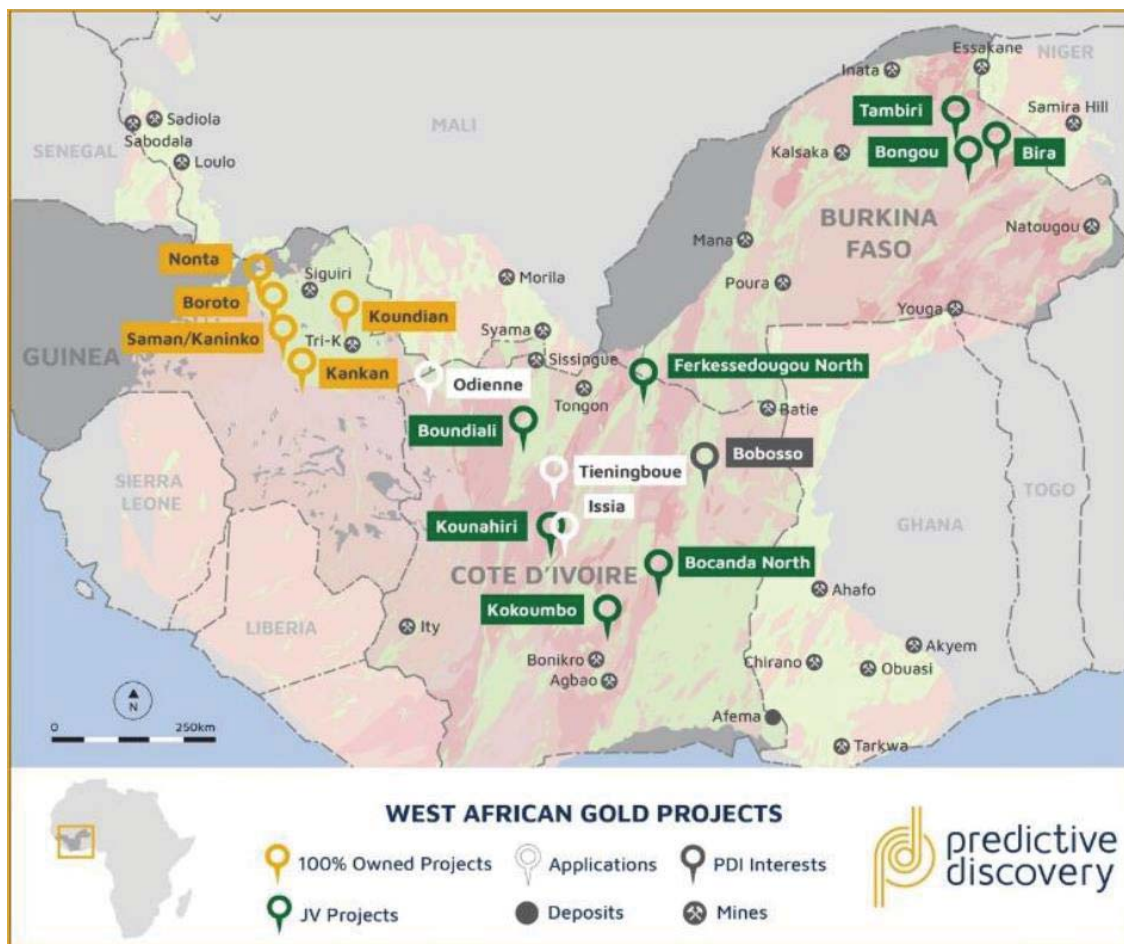 Essakane
NIGER
Inata
Tambiri
Samira Hill
Sadiola
Sabodala
MALI
SENEGAL
Loulo
Kalsaka
Bongou
Bira
BURKINA
FASO
Natougou
Mana
Nonta
Siguiri
Morila
Poura
Boroto
Koundian
Youga
Saman/Kaninko
Tri-K
Syama
GUINEA
Kankan
Sissingue
Ferkessedougou North
Odienne
Tongon
Batie
Boundiali
Bobosso
Tieningboue
SIERRA
LEONE
TOGO
Issia
GHANA
Kounahiri
Bocanda North
COTE D'IVOIRE
Ahafo
Kokoumbo
LIBERIA
Ity
Akyem
Bonikro
Chirano
Obuasi
Agbao
N
Afema
0 250km
Tarkwa
WEST AFRICAN GOLD PROJECTS
100% Owned Projects
Applications
PDI Interests
JV Projects
Deposits
Mines
predictive
discovery